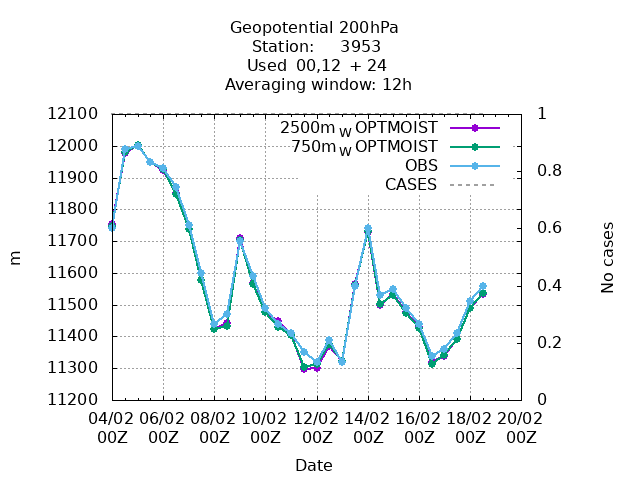 Geopotential 200hPa
Station: 3953
Used 00,12 + 24
Averaging window: 12h
12100
12000
11900
11800
11700
11600
11500
11400
11300
11200
m
1
0.8
0.6
0.4
0.2
0
No cases
2500m W OPTMOIST
750m W OPTMOIST
OBS
CASES
04/02 06/02 08/02 10/02 12/02 14/02 16/02 18/02 20/02
00Z 00Z 00Z 00Z 00Z 00Z 00Z 00Z 00Z
Date